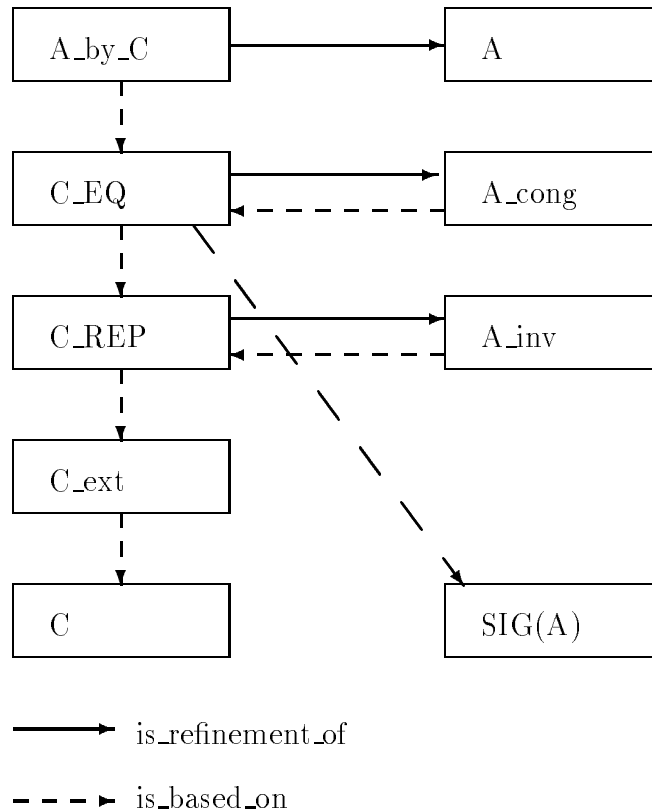 A_by_C
A
C_EQ
A_cong
C_REP
A_inv
C_ext
C
SIG(A)
is_refinement_of
is_based_on